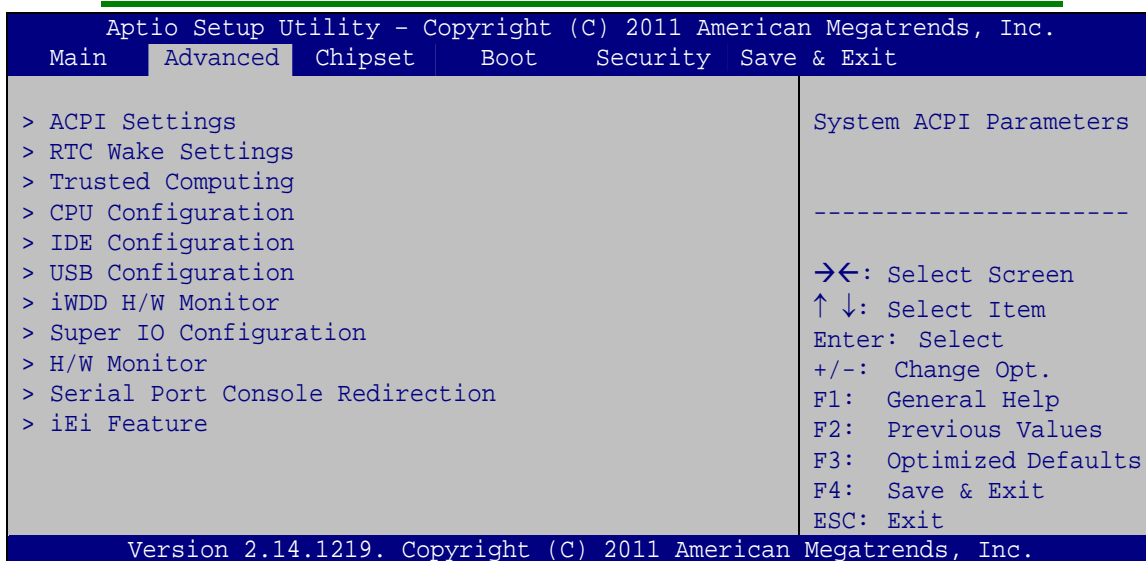 Aptio Setup Utility – Copyright (C) 2011 American Megatrends, Inc.
Main Advanced Chipset Boot Security Save & Exit
> ACPI Settings
> RTC Wake Settings
> Trusted Computing
> CPU Configuration
> IDE Configuration
> USB Configuration
> iWDD H/W Monitor
> Super IO Configuration
> H/W Monitor
> Serial Port Console Redirection
> iEi Feature
System ACPI Parameters
----------------------
→←: Select Screen
↑ ↓: Select Item
Enter: Select
+/-: Change Opt.
F1: General Help
F2: Previous Values
F3: Optimized Defaults
F4: Save & Exit
ESC: Exit
Version 2.14.1219. Copyright (C) 2011 American Megatrends, Inc.